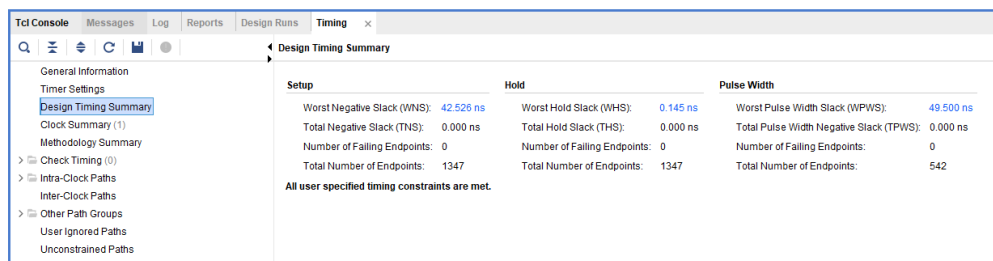 Tcl Console Messages Log Reports Design Runs Timing ×
Design Timing Summary
General Information
Timer Settings
Design Timing Summary
Clock Summary (1)
Methodology Summary
> Check Timing (0)
> Intra-Clock Paths
Inter-Clock Paths
> Other Path Groups
User Ignored Paths
Unconstrained Paths
Setup Hold Pulse Width
Worst Negative Slack (WNS): 42.526 ns Worst Hold Slack (WHS): 0.145 ns Worst Pulse Width Slack (WPWS): 49.500 ns
Total Negative Slack (TNS): 0.000 ns Total Hold Slack (THS): 0.000 ns Total Pulse Width Negative Slack (TPWS): 0.000 ns
Number of Failing Endpoints: 0 Number of Failing Endpoints: 0 Number of Failing Endpoints: 0
Total Number of Endpoints: 1347 Total Number of Endpoints: 1347 Total Number of Endpoints: 542
All user specified timing constraints are met.